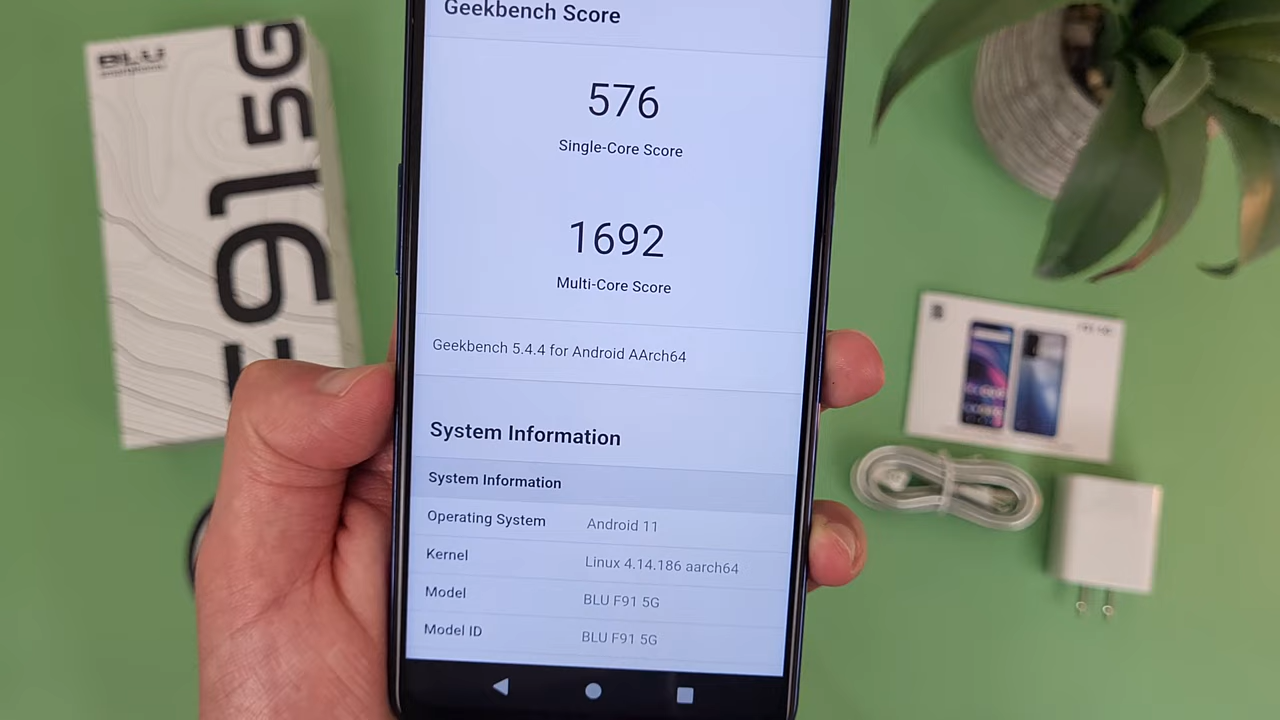 BLU
F91 5G
Geekbench Score
576
Single-Core Score
1692
Multi-Core Score
Geekbench 5.4.4 for Android AArch64
System Information
System Information
Operating System Android 11
Kernel Linux 4.14.186 aarch64
Model BLU F91 5G
Model ID BLU F91 5G